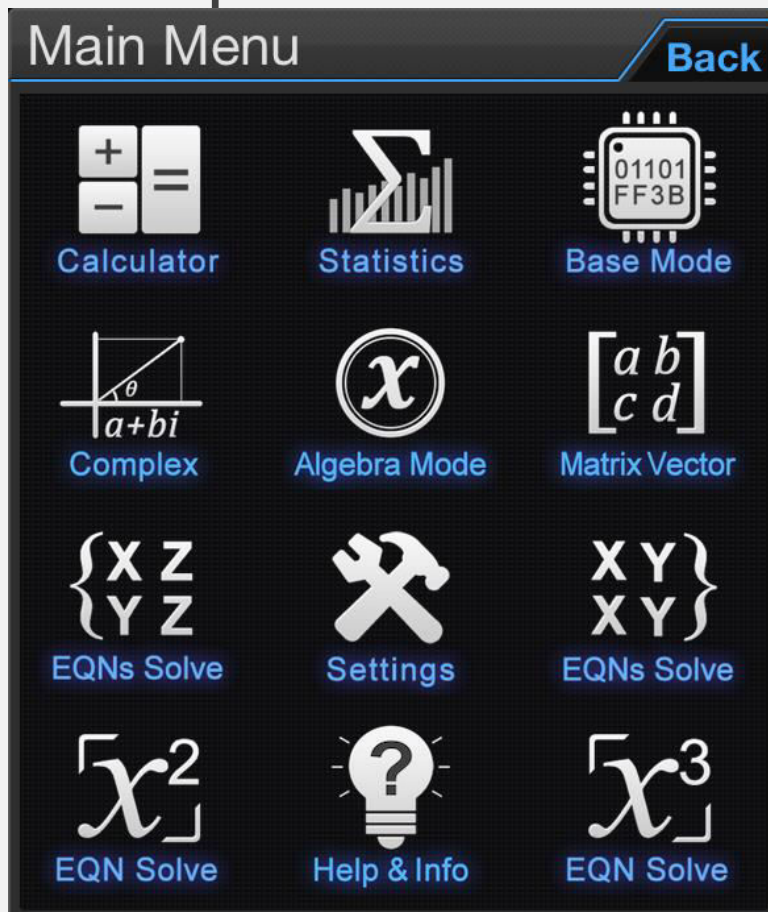 Main Menu
Back
+
=
−
01101
FF3B
Calculator
Statistics
Base Mode
θ
a+bi
x
a b
c d
Complex
Algebra Mode
Matrix Vector
{X Z
Y Z
X Y}
X Y
EQNs Solve
Settings
EQNs Solve
x²
?
x³
EQN Solve
Help & Info
EQN Solve